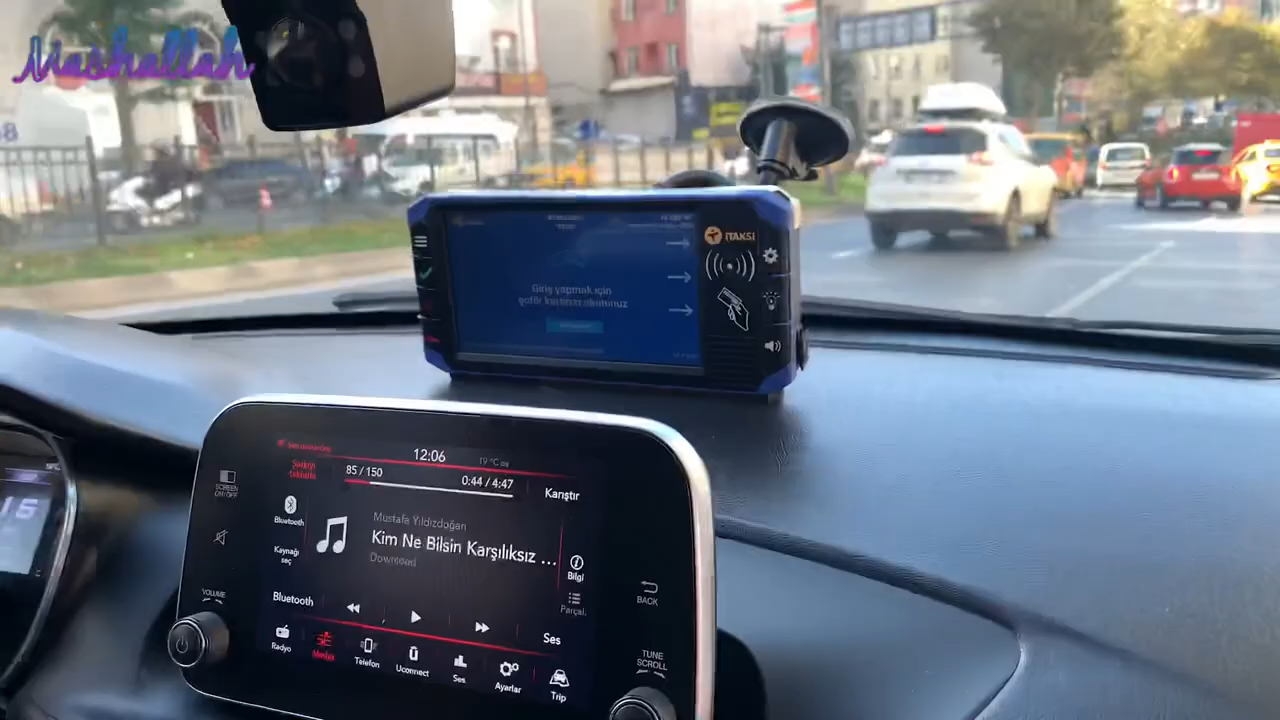 Mashallah
iTAKSİ
Giriş yapmak için
şoför kartınızı okutunuz
12:06
19 °C
85 / 150
0:44 / 4:47
Karıştır
SCREEN
ON/OFF
Bluetooth
Mustafa Yıldızdoğan
Kim Ne Bilsin Karşılıksız ...
Download
Kaynağı
seç
Bilgi
VOLUME
Bluetooth
Parçal.
BACK
Ses
Radyo
Medya
Telefon
Uconnect
Ses
Ayarlar
Trip
TUNE
SCROLL